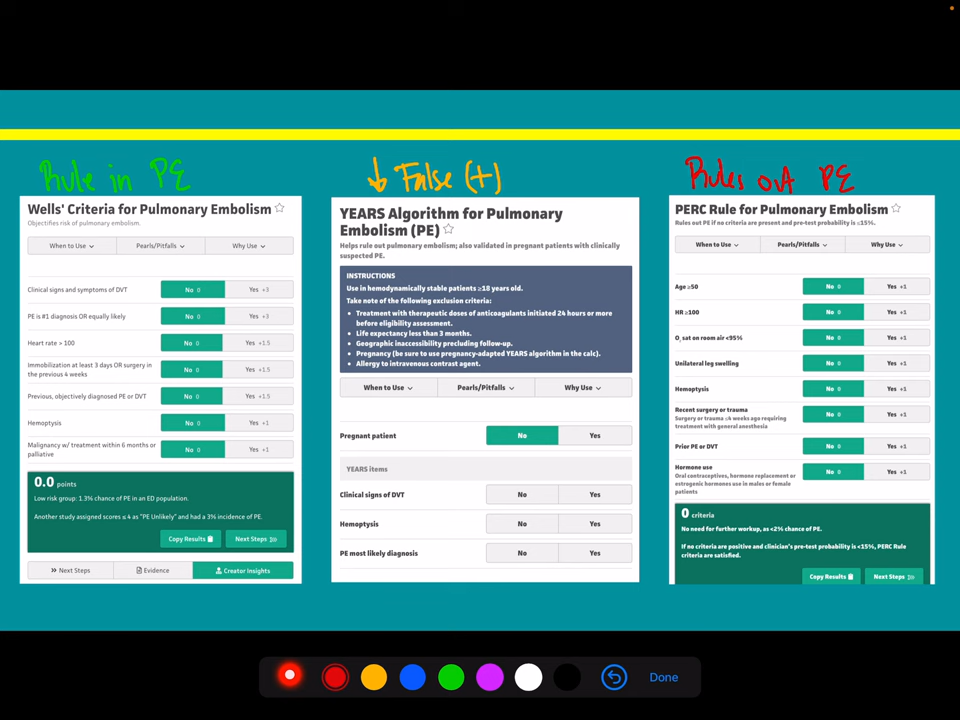 Rule in PE
Wells' Criteria for Pulmonary Embolism
Objectifies risk of pulmonary embolism.
When to Use
Pearls/Pitfalls
Why Use
Clinical signs and symptoms of DVT
No 0
Yes +3
PE is #1 diagnosis OR equally likely
No 0
Yes +3
Heart rate > 100
No 0
Yes +1.5
Immobilization at least 3 days OR surgery in
the previous 4 weeks
No 0
Yes +1.5
Previous, objectively diagnosed PE or DVT
No 0
Yes +1.5
Hemoptysis
No 0
Yes +1
Malignancy w/ treatment within 6 months or
palliative
No 0
Yes +1
0.0 points
Low risk group: 1.3% chance of PE in an ED population.
Another study assigned scores ≤ 4 as "PE Unlikely" and had a 3% incidence of PE.
Copy Results
Next Steps
Next Steps
Evidence
Creator Insights
↓ False (+)
YEARS Algorithm for Pulmonary
Embolism (PE)
Helps rule out pulmonary embolism; also validated in pregnant patients with clinically
suspected PE.
INSTRUCTIONS
Use in hemodynamically stable patients ≥18 years old.
Take note of the following exclusion criteria:
• Treatment with therapeutic doses of anticoagulants initiated 24 hours or more
before eligibility assessment.
• Life expectancy less than 3 months.
• Geographic inaccessibility precluding follow-up.
• Pregnancy (be sure to use pregnancy-adapted YEARS algorithm in the calc).
• Allergy to intravenous contrast agent.
When to Use
Pearls/Pitfalls
Why Use
Pregnant patient
No
Yes
YEARS items
Clinical signs of DVT
No
Yes
Hemoptysis
No
Yes
PE most likely diagnosis
No
Yes
Rules out PE
PERC Rule for Pulmonary Embolism
Rules out PE if no criteria are present and pre-test probability is ≤15%.
When to Use
Pearls/Pitfalls
Why Use
Age ≥50
No 0
Yes +1
HR ≥100
No 0
Yes +1
O₂ sat on room air <95%
No 0
Yes +1
Unilateral leg swelling
No 0
Yes +1
Hemoptysis
No 0
Yes +1
Recent surgery or trauma
Surgery or trauma ≤4 weeks ago requiring
treatment with general anesthesia
No 0
Yes +1
Prior PE or DVT
No 0
Yes +1
Hormone use
Oral contraceptives, hormone replacement or
estrogenic hormones use in males or female
patients
No 0
Yes +1
0 criteria
No need for further workup, as <2% chance of PE.
If no criteria are positive and clinician's pre-test probability is <15%, PERC Rule
criteria are satisfied.
Copy Results
Next Steps
Done